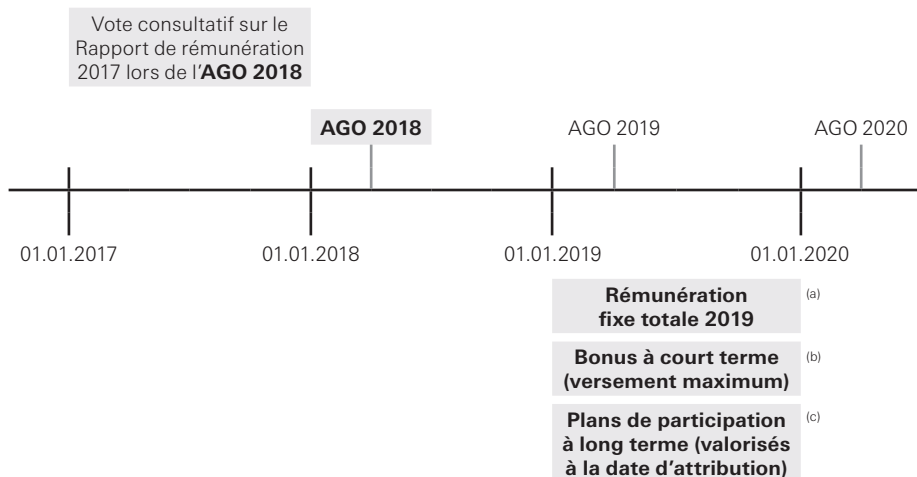 Vote consultatif sur le
Rapport de rémunération
2017 lors de l'AGO 2018
AGO 2018
AGO 2019
AGO 2020
01.01.2017
01.01.2018
01.01.2019
01.01.2020
Rémunération
fixe totale 2019
(a)
Bonus à court terme
(versement maximum)
(b)
Plans de participation
à long terme (valorisés
à la date d'attribution)
(c)